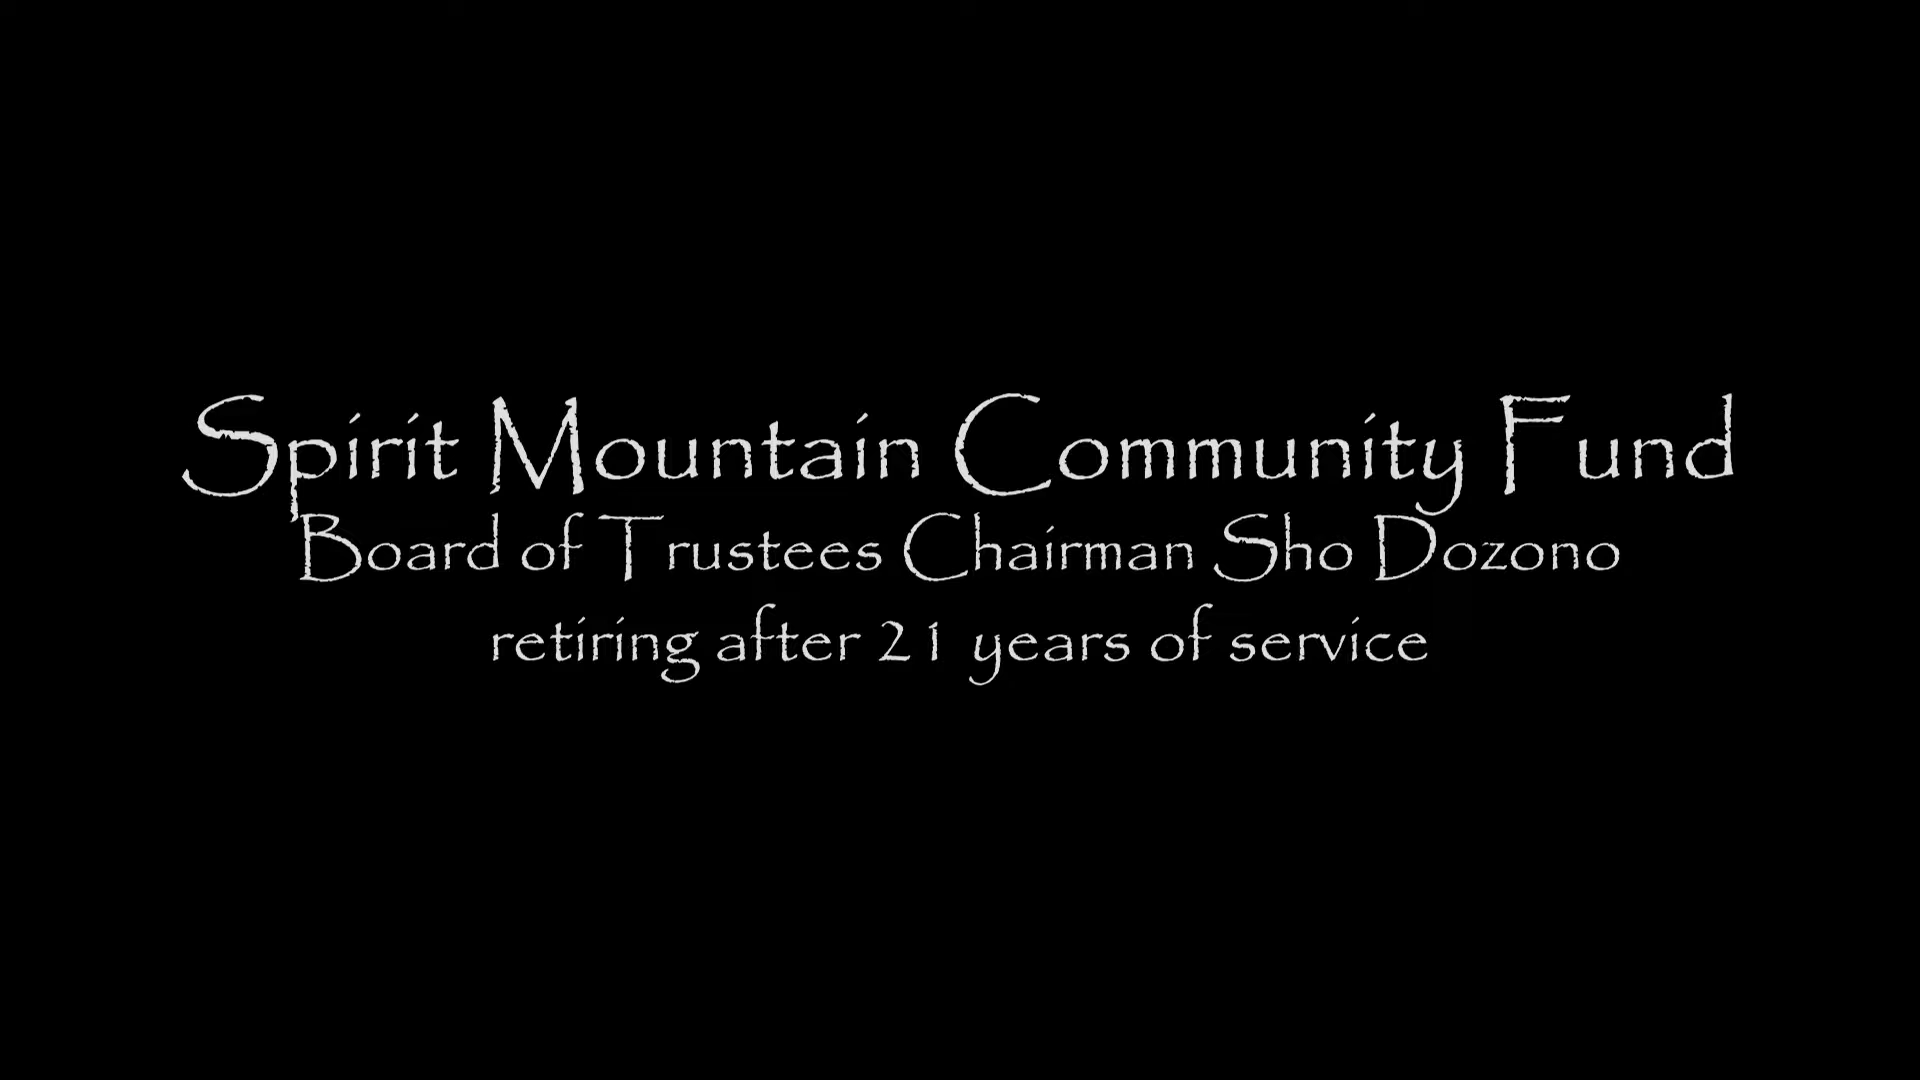 Spirit Mountain Community Fund
Board of Trustees Chairman Sho Dozono
retiring after 21 years of service